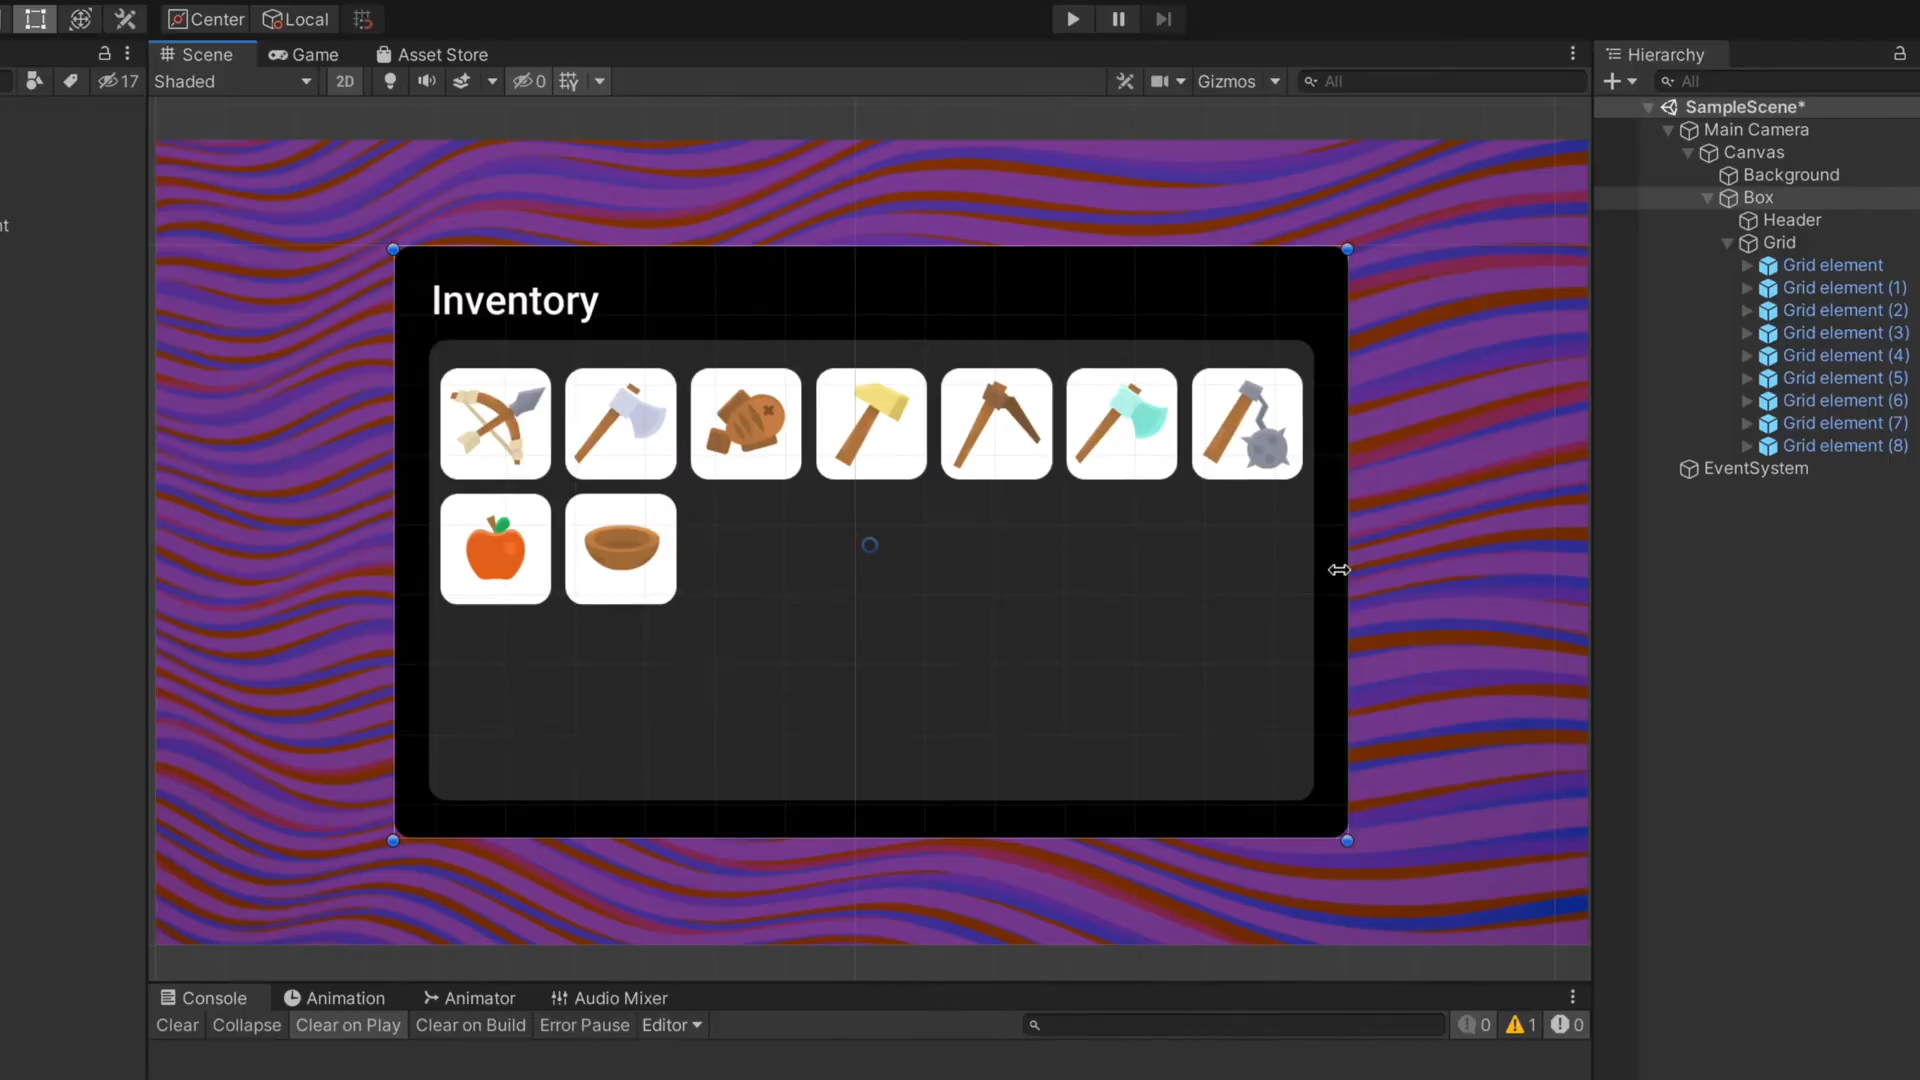 Center
Local
Scene
Game
Asset Store
Hierarchy
17
Shaded
2D
0
Gizmos
All
All
SampleScene*
Main Camera
Canvas
Background
Box
nt
Header
Grid
Grid element
Grid element (1)
Grid element (2)
Grid element (3)
Grid element (4)
Grid element (5)
Grid element (6)
Grid element (7)
Grid element (8)
EventSystem
Inventory
Console
Animation
Animator
Audio Mixer
Clear
Collapse
Clear on Play
Clear on Build
Error Pause
Editor
0
1
0